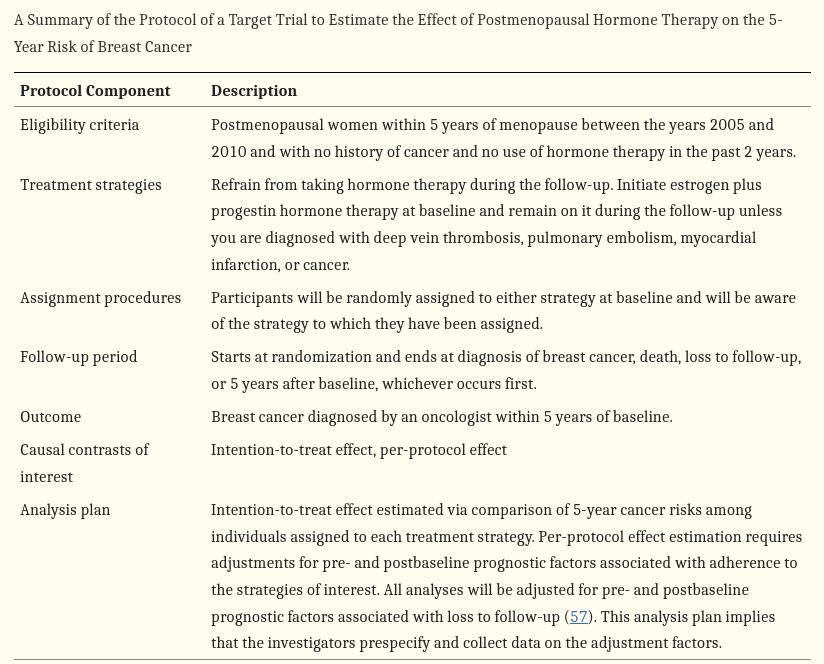 A Summary of the Protocol of a Target Trial to Estimate the Effect of Postmenopausal Hormone Therapy on the 5-
Year Risk of Breast Cancer
Protocol Component Description
Eligibility criteria Postmenopausal women within 5 years of menopause between the years 2005 and
2010 and with no history of cancer and no use of hormone therapy in the past 2 years.
Treatment strategies Refrain from taking hormone therapy during the follow-up. Initiate estrogen plus
progestin hormone therapy at baseline and remain on it during the follow-up unless
you are diagnosed with deep vein thrombosis, pulmonary embolism, myocardial
infarction, or cancer.
Assignment procedures Participants will be randomly assigned to either strategy at baseline and will be aware
of the strategy to which they have been assigned.
Follow-up period Starts at randomization and ends at diagnosis of breast cancer, death, loss to follow-up,
or 5 years after baseline, whichever occurs first.
Outcome Breast cancer diagnosed by an oncologist within 5 years of baseline.
Causal contrasts of Intention-to-treat effect, per-protocol effect
interest
Analysis plan Intention-to-treat effect estimated via comparison of 5-year cancer risks among
individuals assigned to each treatment strategy. Per-protocol effect estimation requires
adjustments for pre- and postbaseline prognostic factors associated with adherence to
the strategies of interest. All analyses will be adjusted for pre- and postbaseline
prognostic factors associated with loss to follow-up (57). This analysis plan implies
that the investigators prespecify and collect data on the adjustment factors.